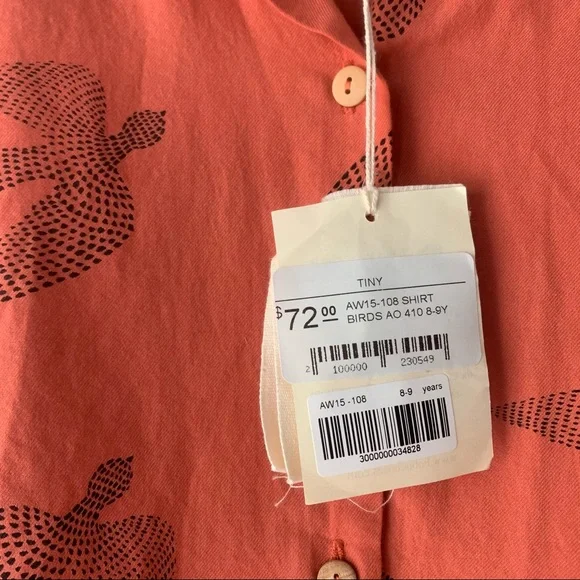 TINY
$72.00
AW15-108 SHIRT
BIRDS AO 410 8-9Y
2 100000 230549
AW15 -108 8-9 years
3000000034828